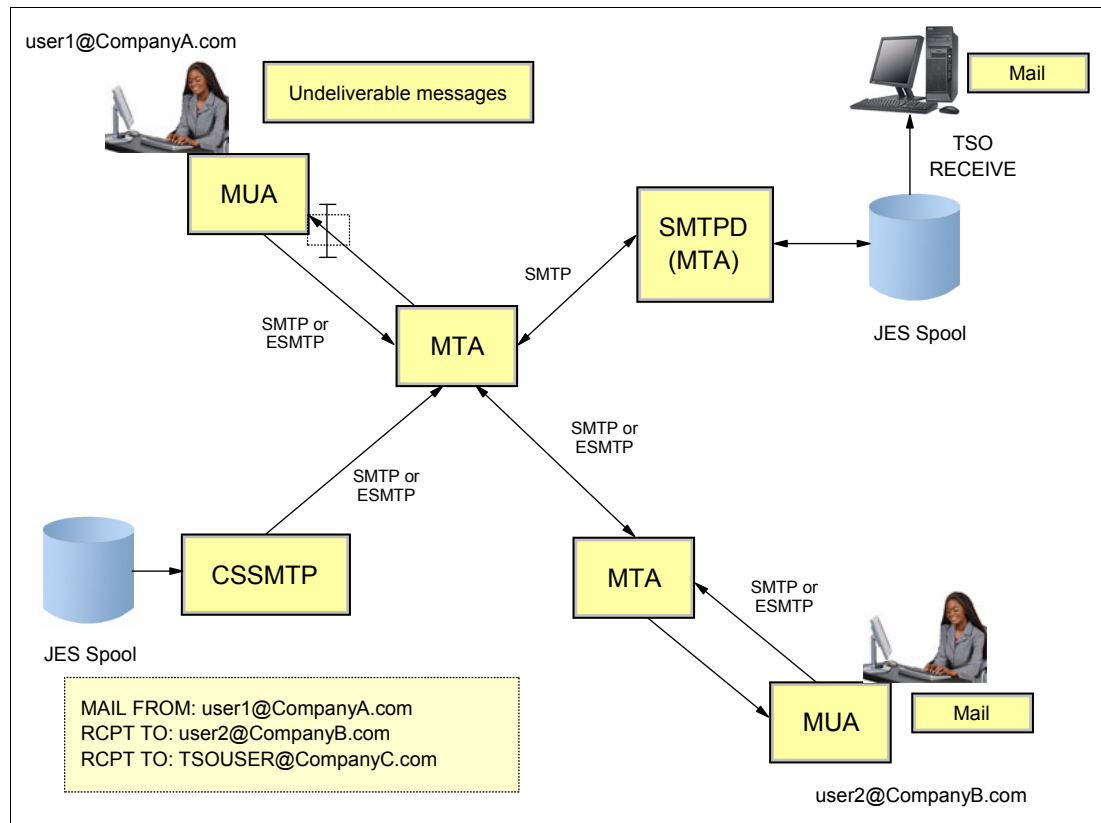 user1@CompanyA.com
Undeliverable messages
Mail
MUA
TSO
RECEIVE
SMTPD
(MTA)
SMTP
SMTP or
ESMTP
MTA
JES Spool
SMTP or
ESMTP
SMTP or
ESMTP
CSSMTP
MTA
SMTP or
ESMTP
JES Spool
MAIL FROM: user1@CompanyA.com
RCPT TO: user2@CompanyB.com
RCPT TO: TSOUSER@CompanyC.com
MUA
Mail
user2@CompanyB.com